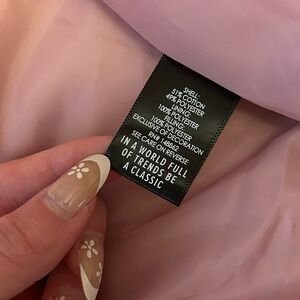 SHELL:
51% COTTON
49% POLYESTER
LINING:
100% POLYESTER
FILLING:
100% POLYESTER
EXCLUSIVE OF DECORATION
RN# 148662
SEE CARE ON REVERSE
IN A WORLD FULL
OF TRENDS BE
A CLASSIC